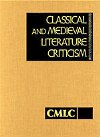 CLASSICAL
AND MEDIEVAL
LITERATURE
CRITICISM
CMLC